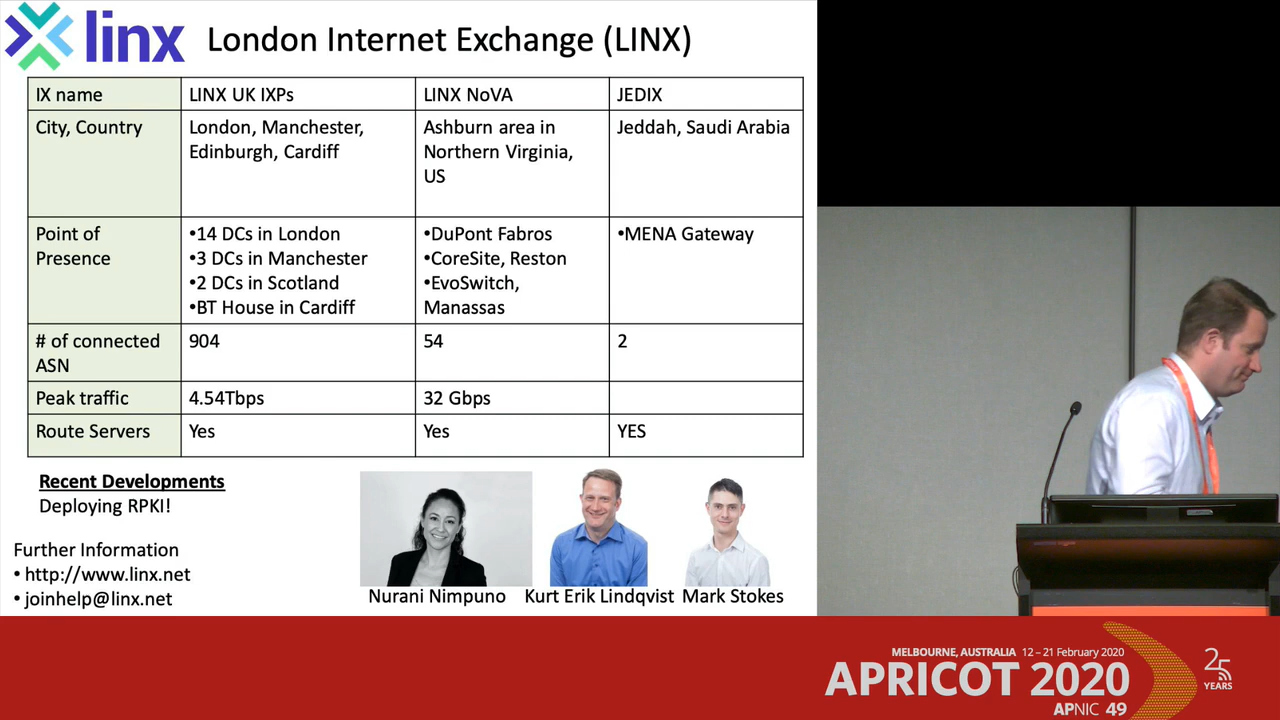 linx
London Internet Exchange (LINX)
IX name LINX UK IXPs LINX NoVA JEDIX
City, Country London, Manchester, Ashburn area in Jeddah, Saudi Arabia
Edinburgh, Cardiff Northern Virginia,
US
Point of •14 DCs in London •DuPont Fabros •MENA Gateway
Presence •3 DCs in Manchester •CoreSite, Reston
•2 DCs in Scotland •EvoSwitch,
•BT House in Cardiff Manassas
# of connected 904 54 2
ASN
Peak traffic 4.54Tbps 32 Gbps
Route Servers Yes Yes YES
Recent Developments
Deploying RPKI!
Further Information
• http://www.linx.net
• joinhelp@linx.net
Nurani Nimpuno Kurt Erik Lindqvist Mark Stokes
MELBOURNE, AUSTRALIA 12 – 21 February 2020
APRICOT 2020
APNIC 49
25
YEARS